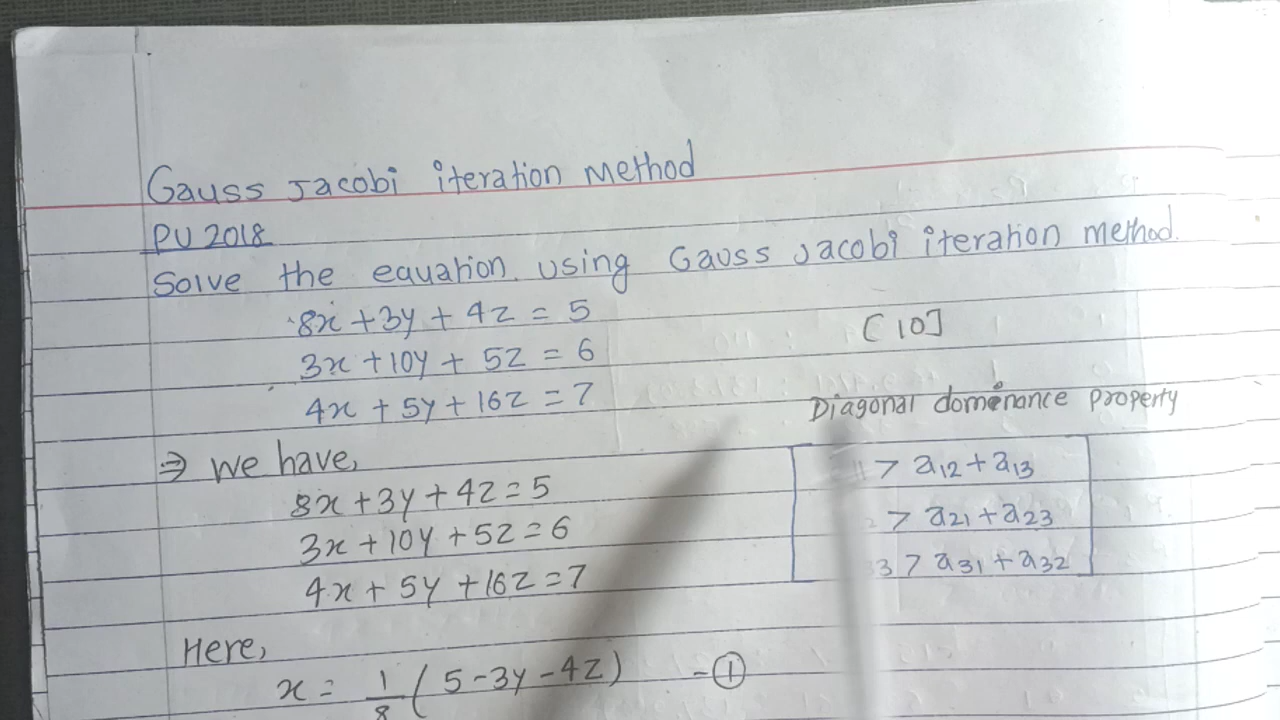 Gauss Jacobi iteration method
PU 2018
Solve the equation using Gauss Jacobi iteration method.
8x + 3y + 4z = 5
[10]
3x + 10y + 5z = 6
4x + 5y + 16z = 7
Diagonal dominance property
⇒ we have,
> a12 + a13
8x + 3y + 4z = 5
> a21 + a23
3x + 10y + 5z = 6
3 > a31 + a32
4x + 5y + 16z = 7
Here,
x = 1/8 (5 - 3y - 4z) - ①